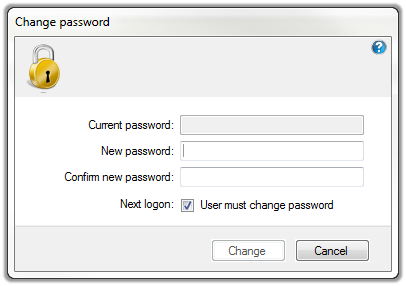 Change password
?
Current password:
New password:
Confirm new password:
Next logon: User must change password
Change Cancel